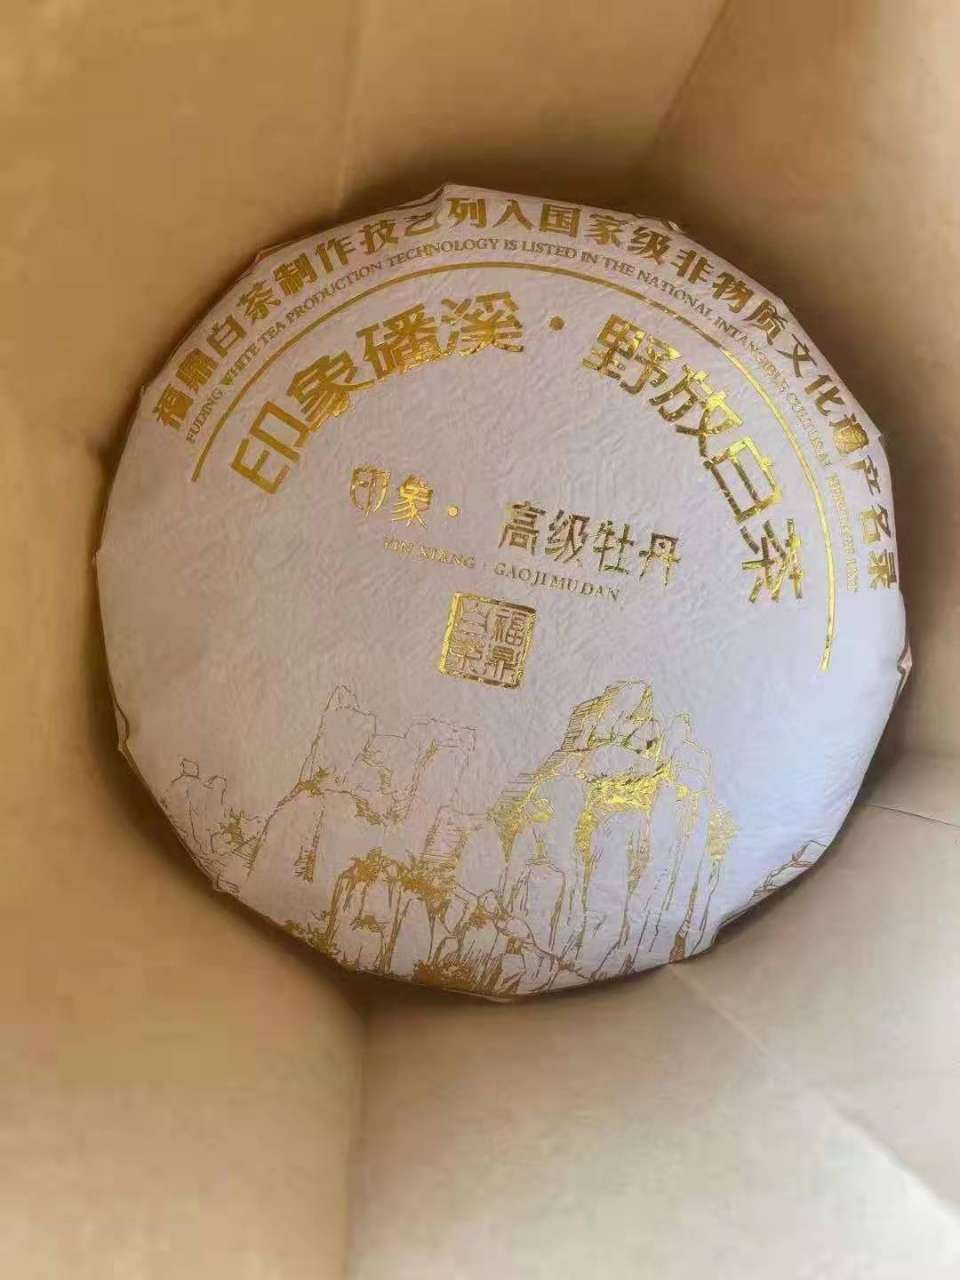 福鼎白茶制作技艺列入国家级非物质文化遗产名录
FUDING WHITE TEA PRODUCTION TECHNOLOGY IS LISTED IN THE NATIONAL INTANGIBLE CULTURAL HERITAGE LIST
印象磻溪·野放白茶
印象·高级牡丹
YIN XIANG·GAOJIMUDAN
福鼎
白茶